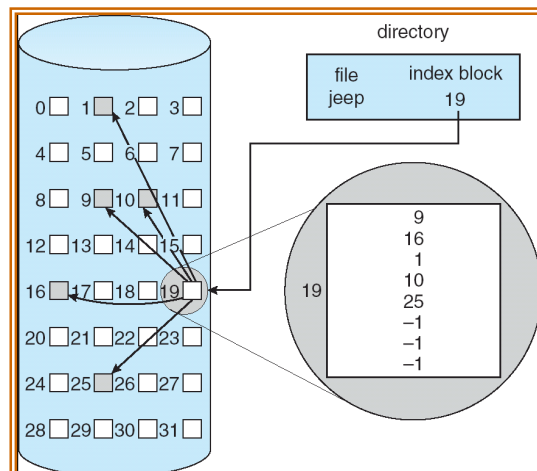 directory
file index block
jeep 19
0 1 2 3
4 5 6 7
8 9 10 11
12 13 14 15
16 17 18 19
20 21 22 23
24 25 26 27
28 29 30 31
19
9
16
1
10
25
–1
–1
–1